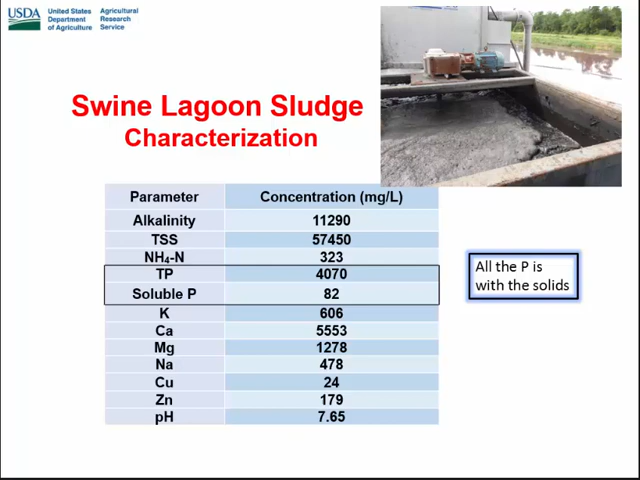 USDA
United States Department of Agriculture
Agricultural Research Service
Swine Lagoon Sludge
Characterization
Parameter Concentration (mg/L)
Alkalinity 11290
TSS 57450
NH₄-N 323
TP 4070
Soluble P 82
K 606
Ca 5553
Mg 1278
Na 478
Cu 24
Zn 179
pH 7.65
All the P is
with the solids